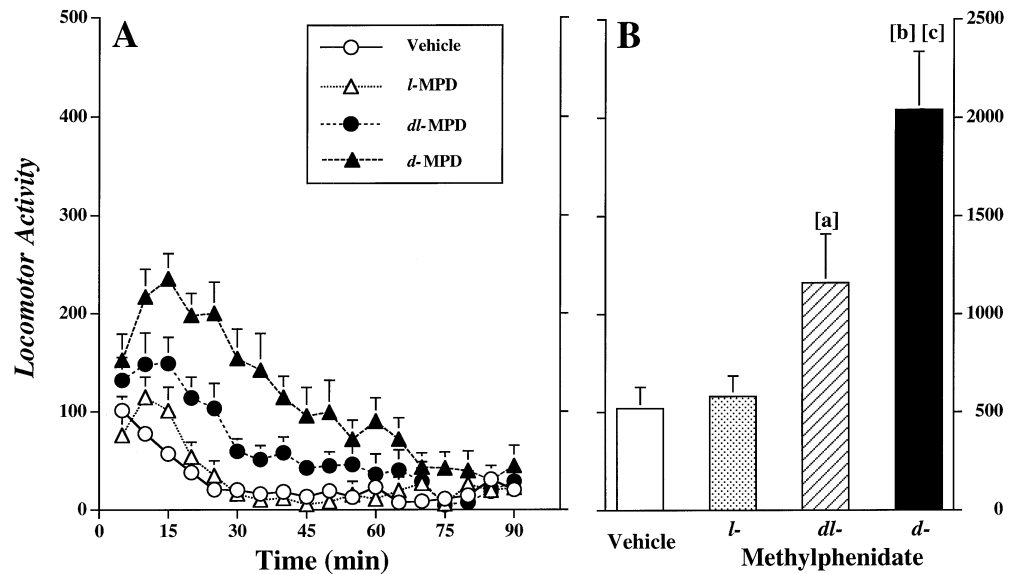 A
500
400
300
200
100
0
Locomotor Activity
Vehicle
l-MPD
dl-MPD
d-MPD
0 15 30 45 60 75 90
Time (min)
B
[a]
[b] [c]
2500
2000
1500
1000
500
0
Vehicle l- dl- d-
Methylphenidate